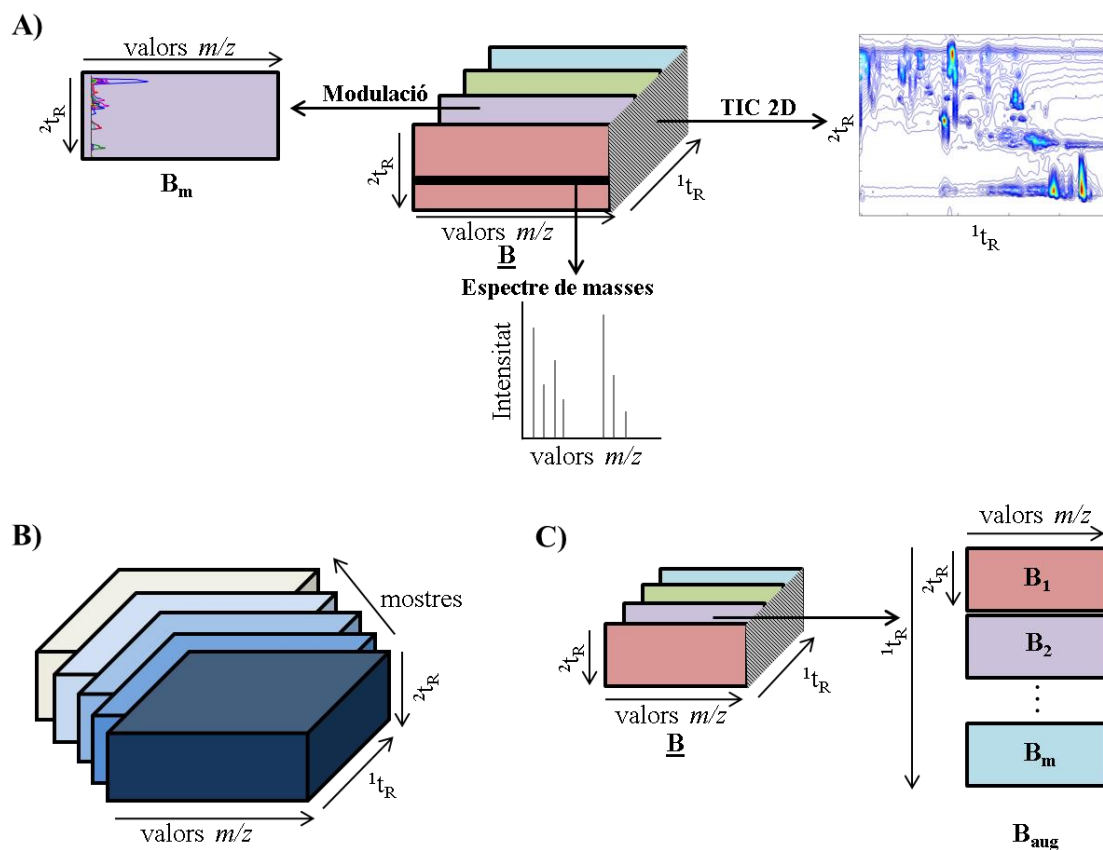 A)
valors m/z
²tR
Bm
Modulació
²tR
valors m/z
B
¹tR
TIC 2D
²tR
¹tR
Espectre de masses
Intensitat
valors m/z
B)
mostres
²tR
¹tR
valors m/z
C)
²tR
valors m/z
B
¹tR
valors m/z
²tR
¹tR
B1
B2
⋮
Bm
Baug